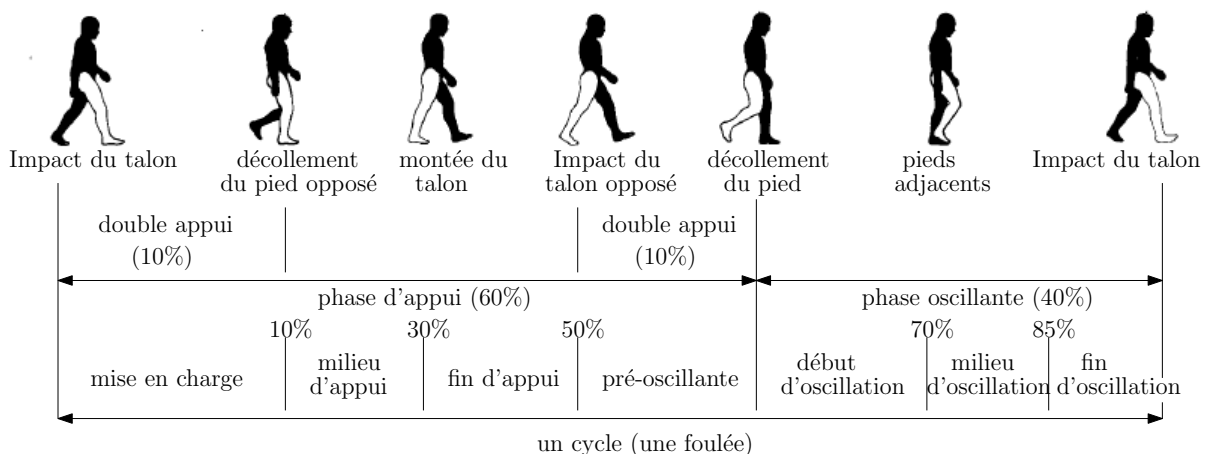 Impact du talon
décollement
du pied opposé
montée du
talon
Impact du
talon opposé
décollement
du pied
pieds
adjacents
Impact du talon
double appui
(10%)
double appui
(10%)
phase d'appui (60%)
phase oscillante (40%)
10%
30%
50%
70%
85%
mise en charge
milieu
d'appui
fin d'appui
pré-oscillante
début
d'oscillation
milieu
d'oscillation
fin
d'oscillation
un cycle (une foulée)